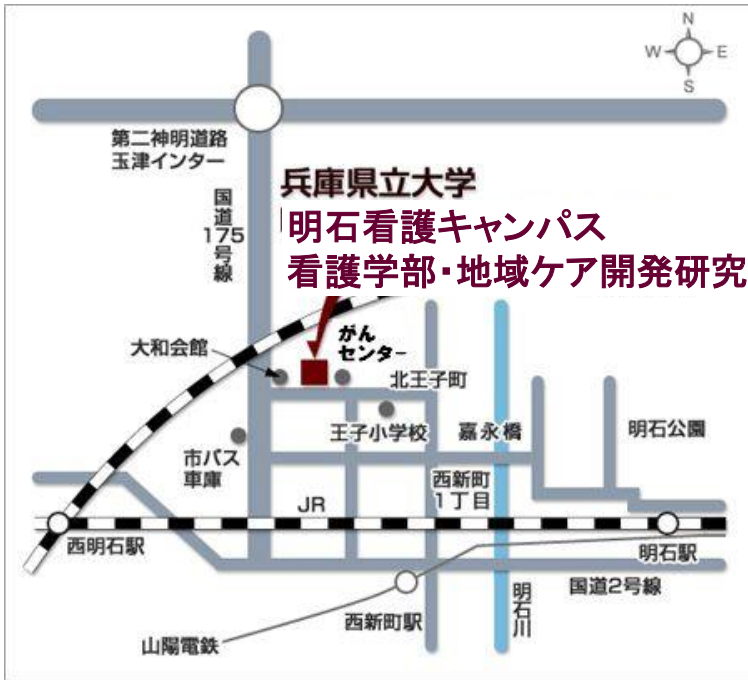 N
W E
S
第二神明道路
玉津インター
国道175号線
兵庫県立大学
明石看護キャンパス
看護学部・地域ケア開発研究
がん
センター
大和会館
北王子町
王子小学校
嘉永橋
明石公園
市バス
車庫
西新町
1丁目
JR
西明石駅
明石駅
国道2号線
明石川
西新町駅
山陽電鉄